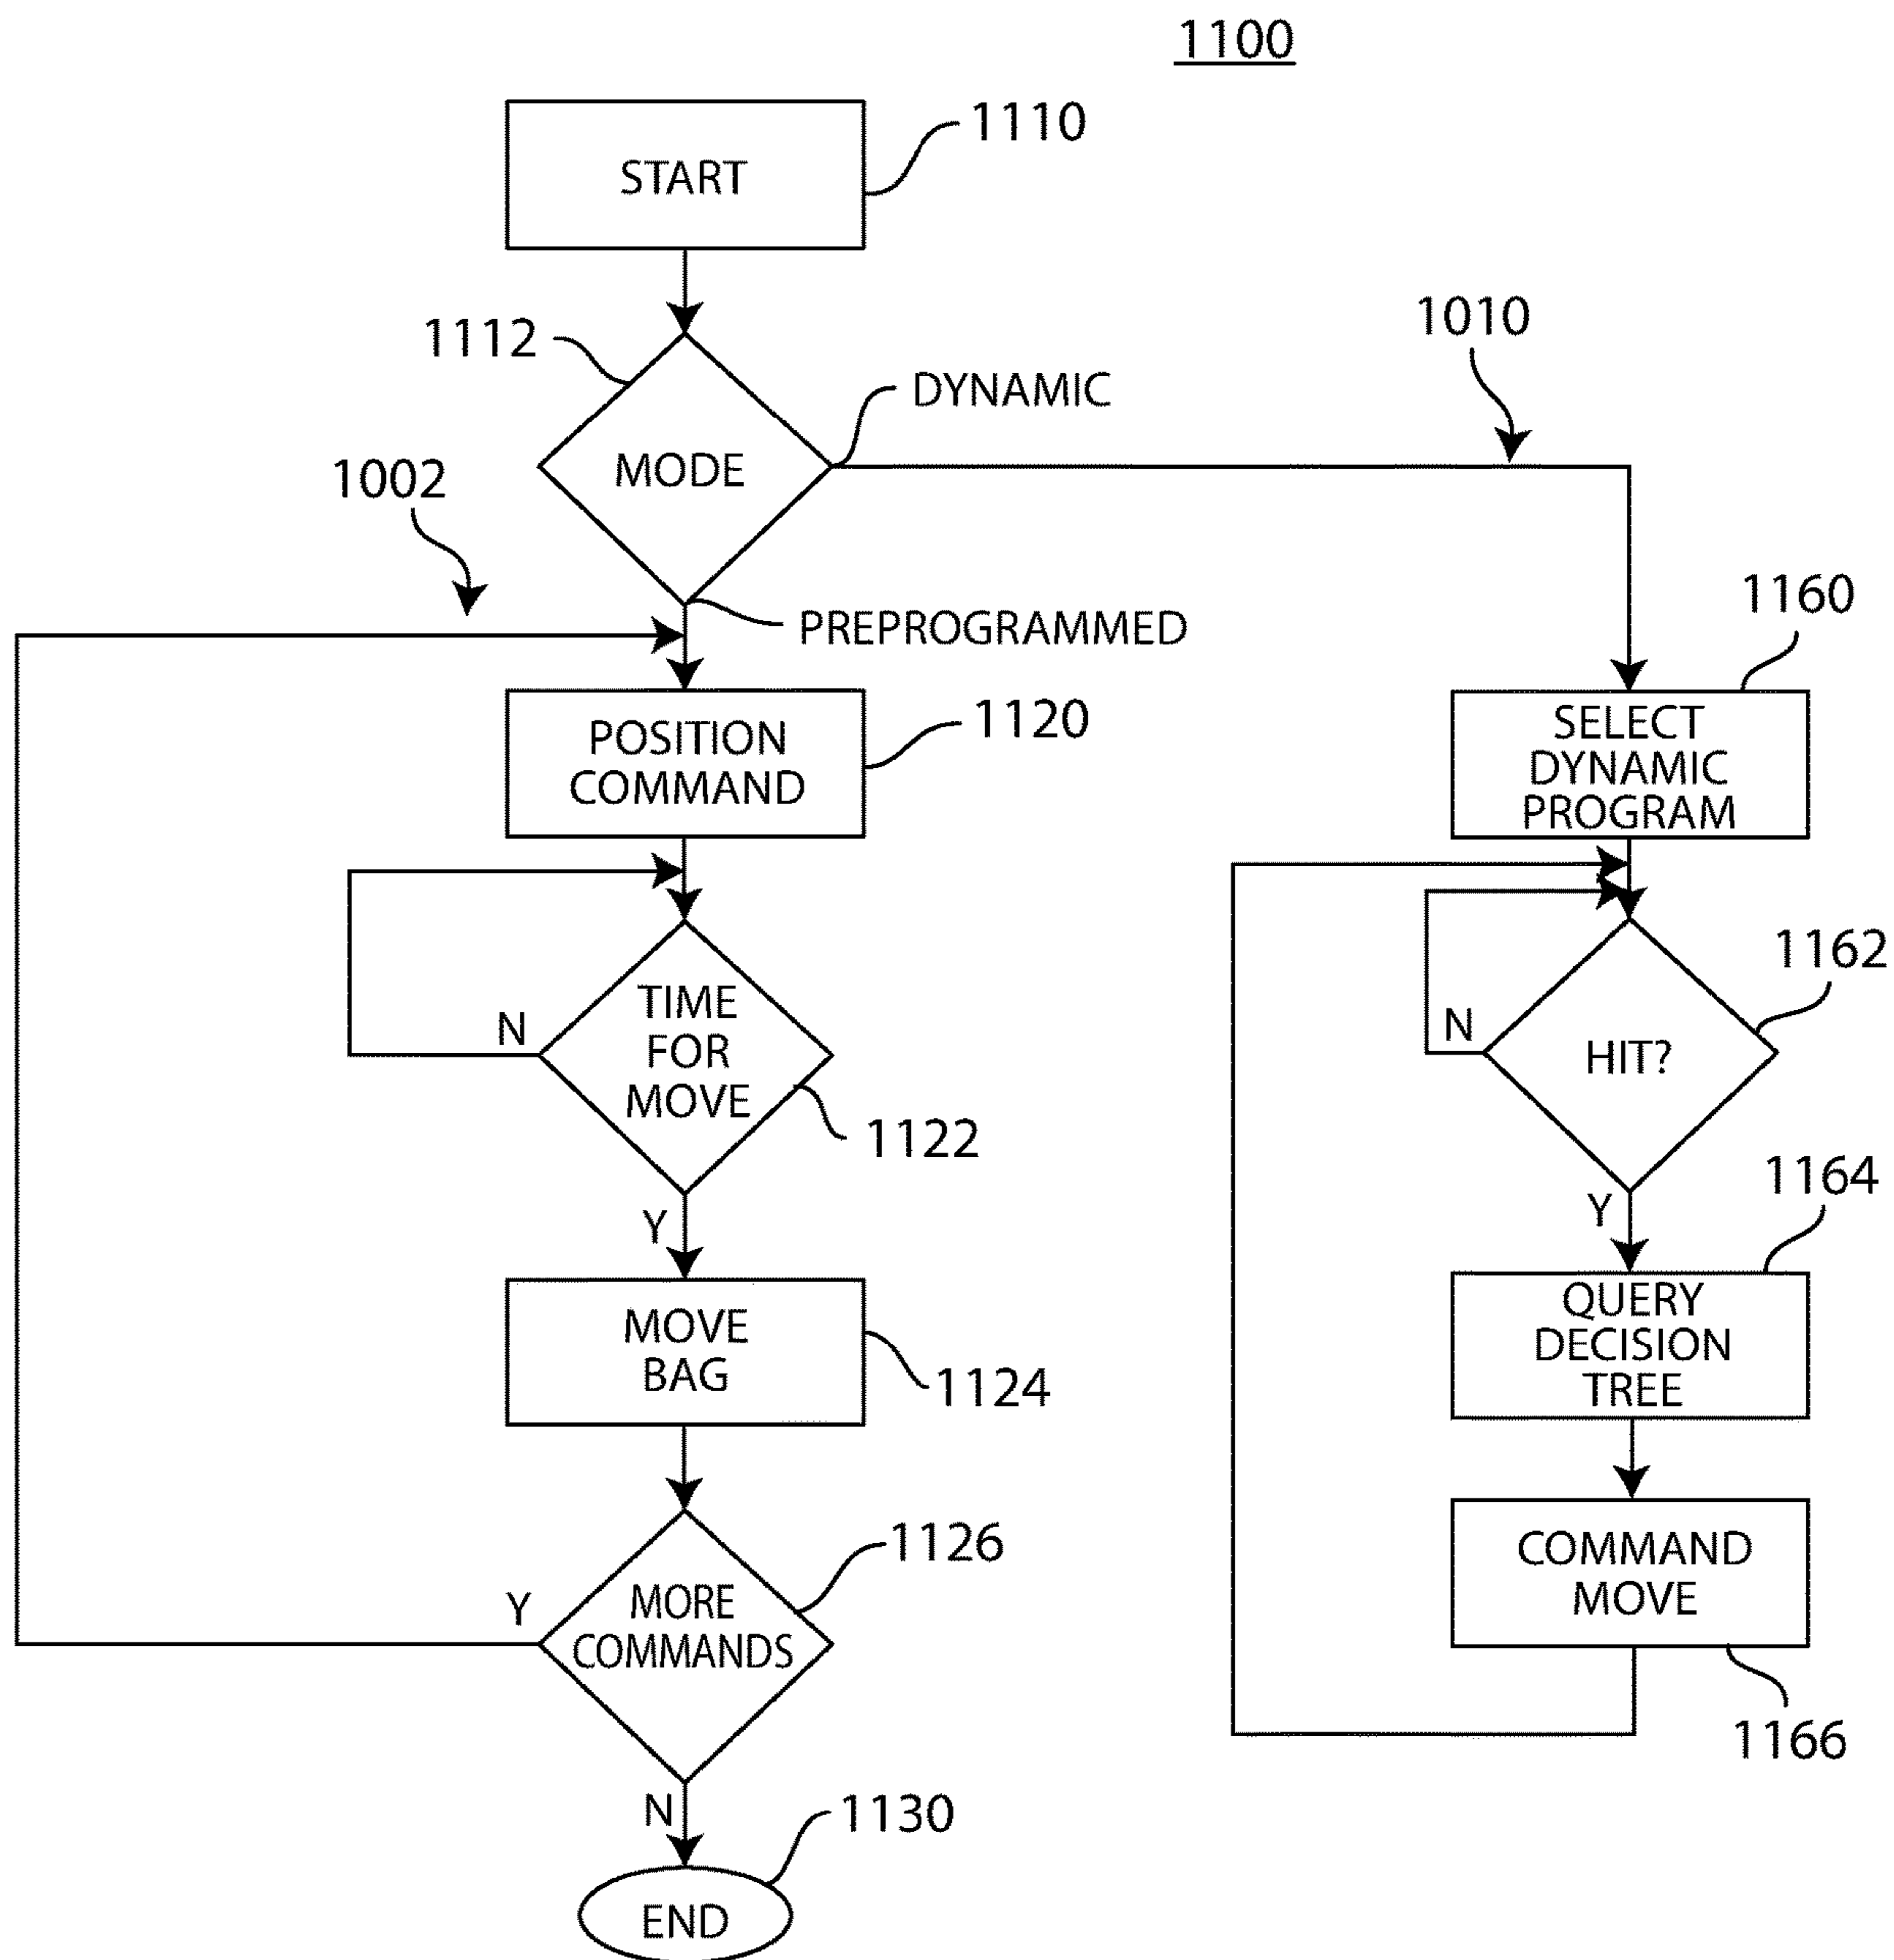 1100
START
1110
1112
DYNAMIC
1010
MODE
1002
PREPROGRAMMED
1160
POSITION
COMMAND
1120
SELECT
DYNAMIC
PROGRAM
TIME
FOR
MOVE
N
1122
Y
1162
HIT?
N
Y
1164
MOVE
BAG
1124
QUERY
DECISION
TREE
1126
MORE
COMMANDS
Y
N
COMMAND
MOVE
1166
1130
END